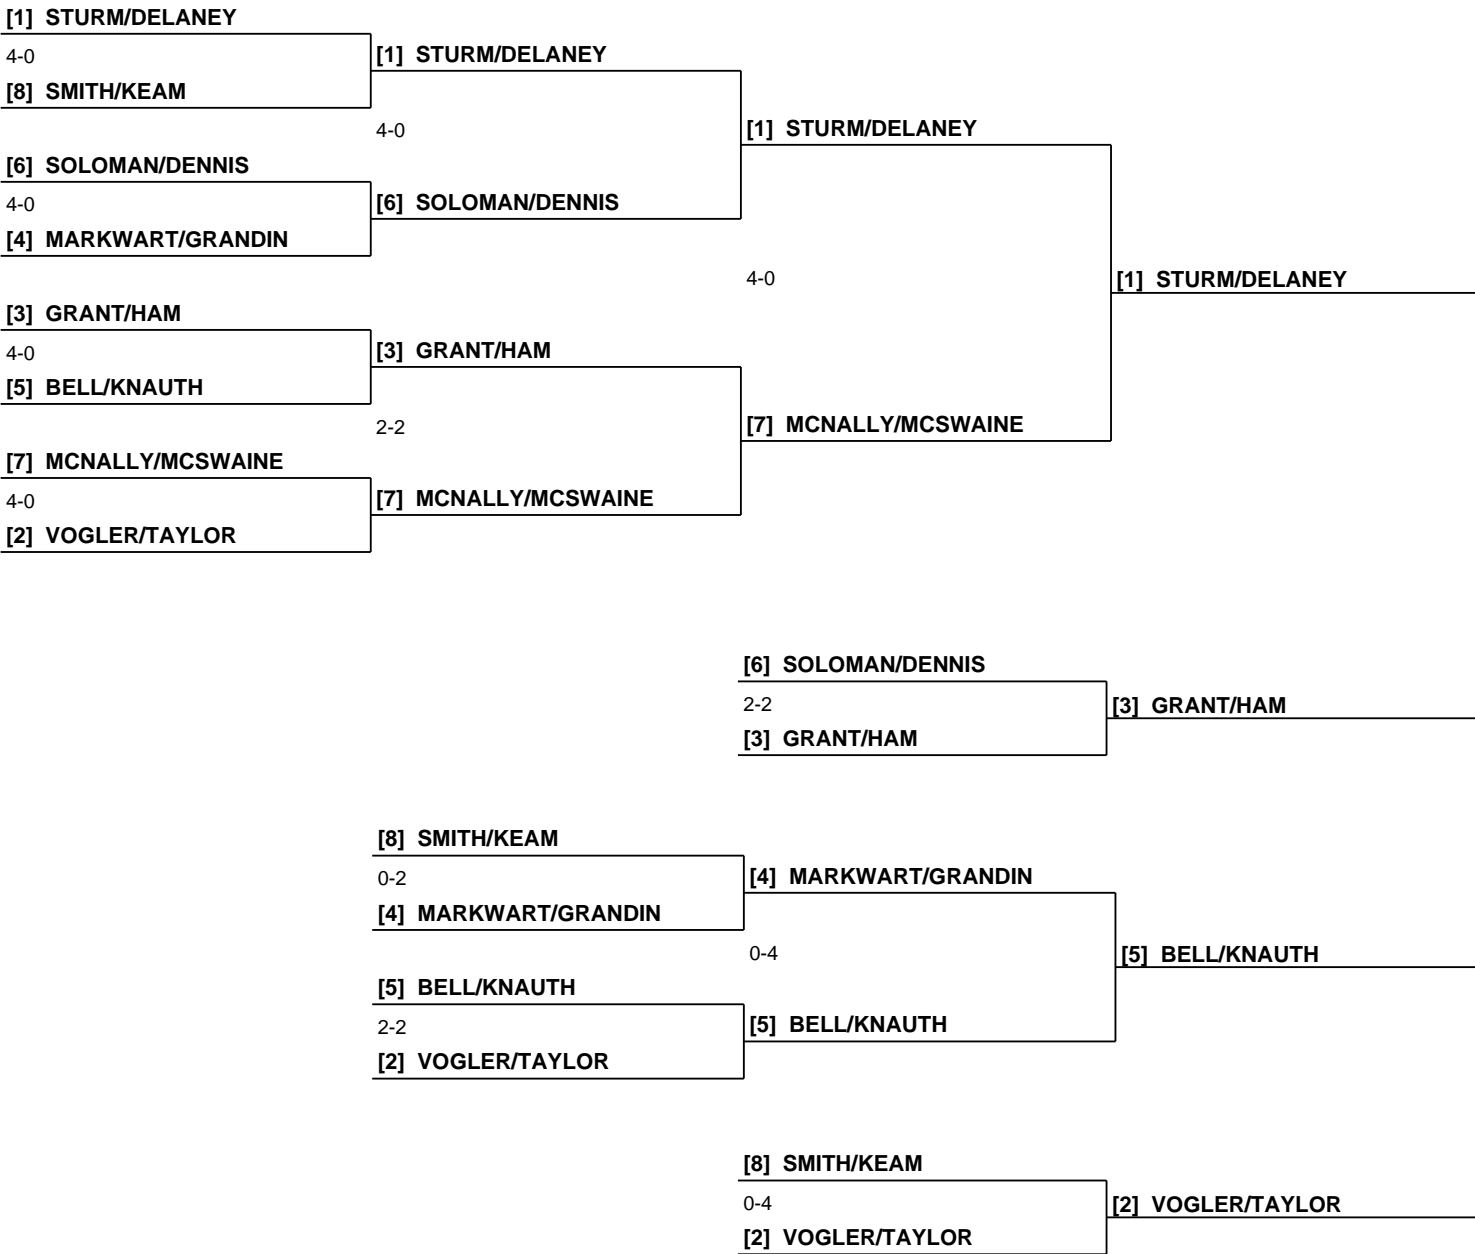 [1] STURM/DELANEY
4-0
[1] STURM/DELANEY
[8] SMITH/KEAM
4-0
[1] STURM/DELANEY
[6] SOLOMAN/DENNIS
4-0
[6] SOLOMAN/DENNIS
[4] MARKWART/GRANDIN
4-0
[1] STURM/DELANEY
[3] GRANT/HAM
4-0
[3] GRANT/HAM
[5] BELL/KNAUTH
2-2
[7] MCNALLY/MCSWAINE
[7] MCNALLY/MCSWAINE
4-0
[7] MCNALLY/MCSWAINE
[2] VOGLER/TAYLOR
[6] SOLOMAN/DENNIS
2-2
[3] GRANT/HAM
[3] GRANT/HAM
[8] SMITH/KEAM
0-2
[4] MARKWART/GRANDIN
[4] MARKWART/GRANDIN
0-4
[5] BELL/KNAUTH
[5] BELL/KNAUTH
2-2
[5] BELL/KNAUTH
[2] VOGLER/TAYLOR
[8] SMITH/KEAM
0-4
[2] VOGLER/TAYLOR
[2] VOGLER/TAYLOR